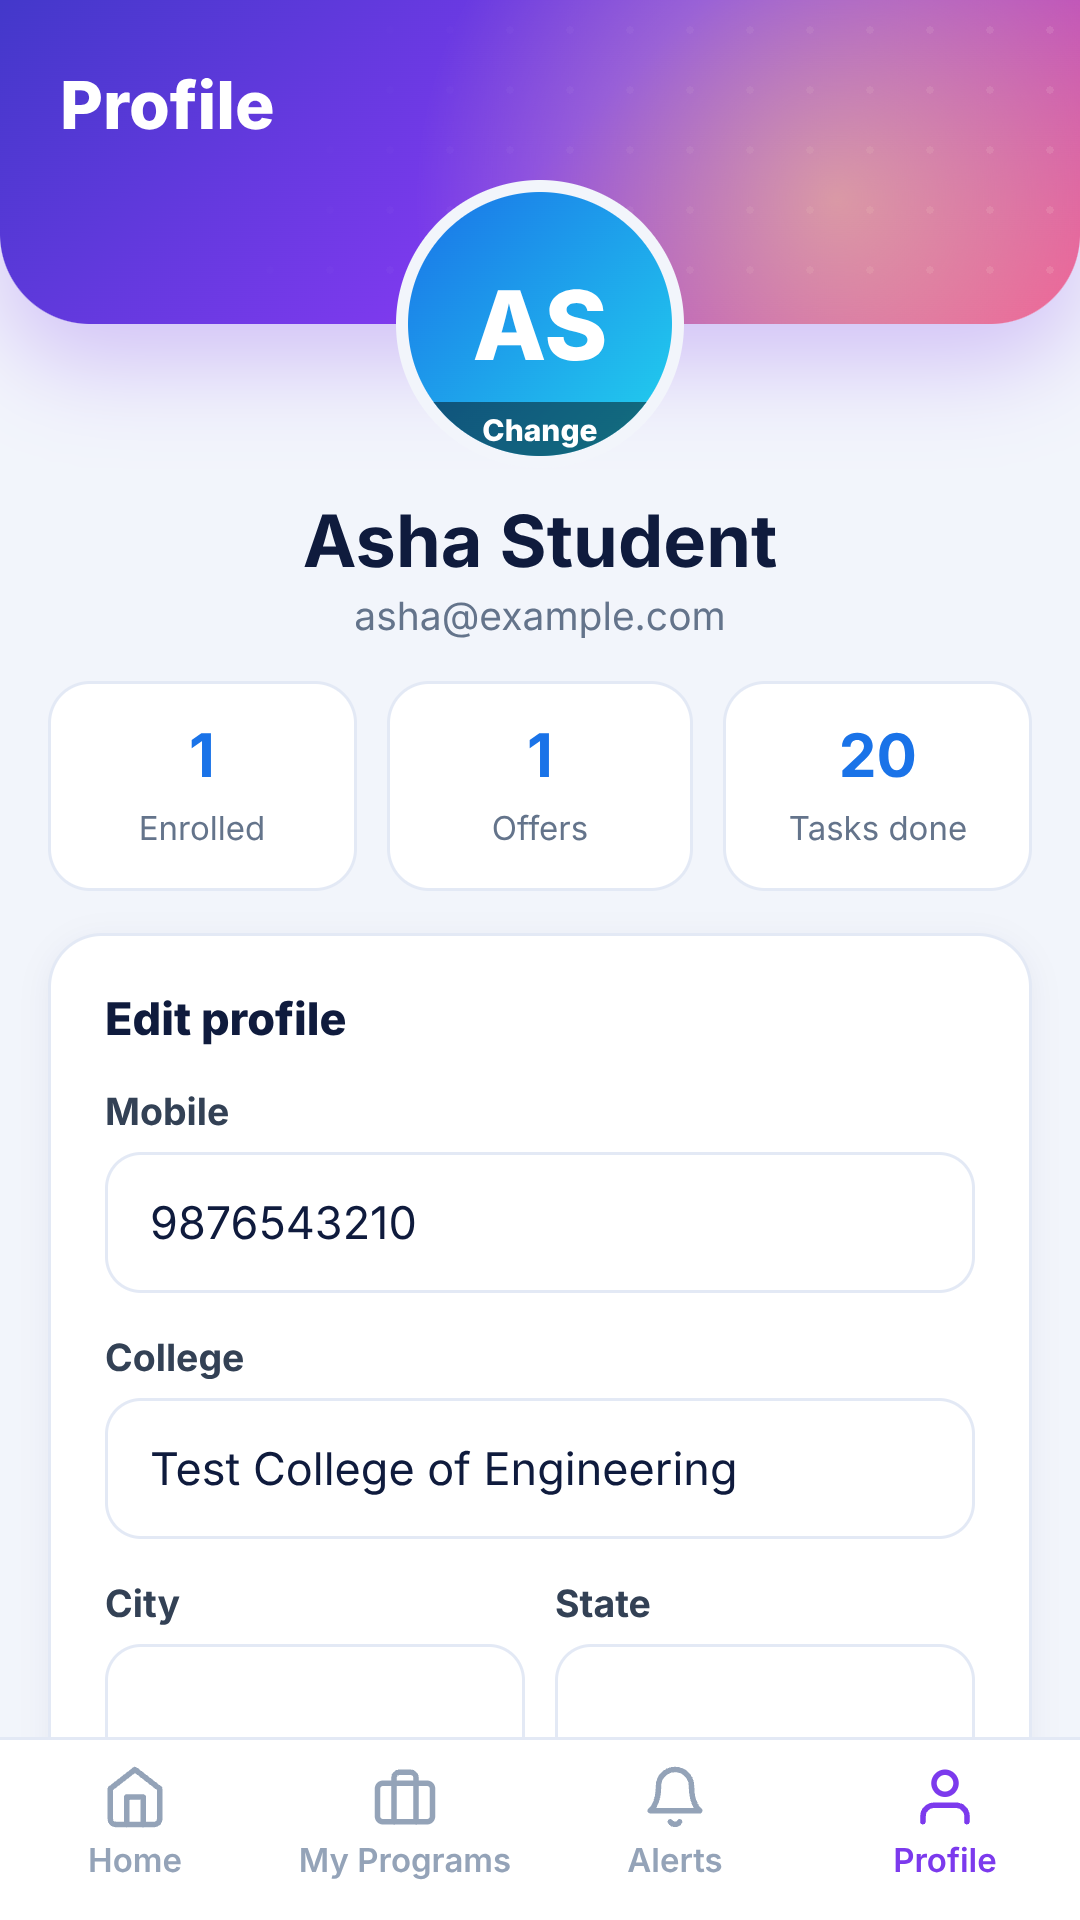 Profile
AS
Change
Asha Student
asha@example.com
1
Enrolled
1
Offers
20
Tasks done
Edit profile
Mobile
9876543210
College
Test College of Engineering
City
State
Home
My Programs
Alerts
Profile